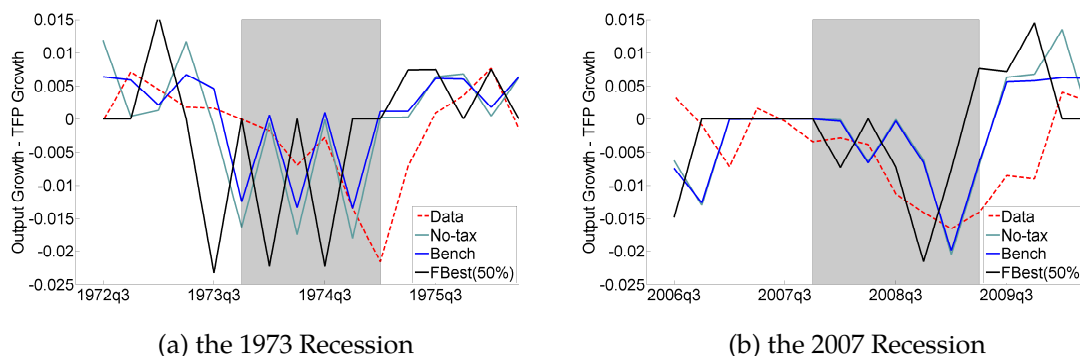 Output Growth - TFP Growth
0.015
0.01
0.005
0
-0.005
-0.01
-0.015
-0.02
-0.025
1972q3 1973q3 1974q3 1975q3
Data
No-tax
Bench
FBest(50%)
(a) the 1973 Recession
Output Growth - TFP Growth
0.015
0.01
0.005
0
-0.005
-0.01
-0.015
-0.02
-0.025
2006q3 2007q3 2008q3 2009q3
Data
No-tax
Bench
FBest(50%)
(b) the 2007 Recession